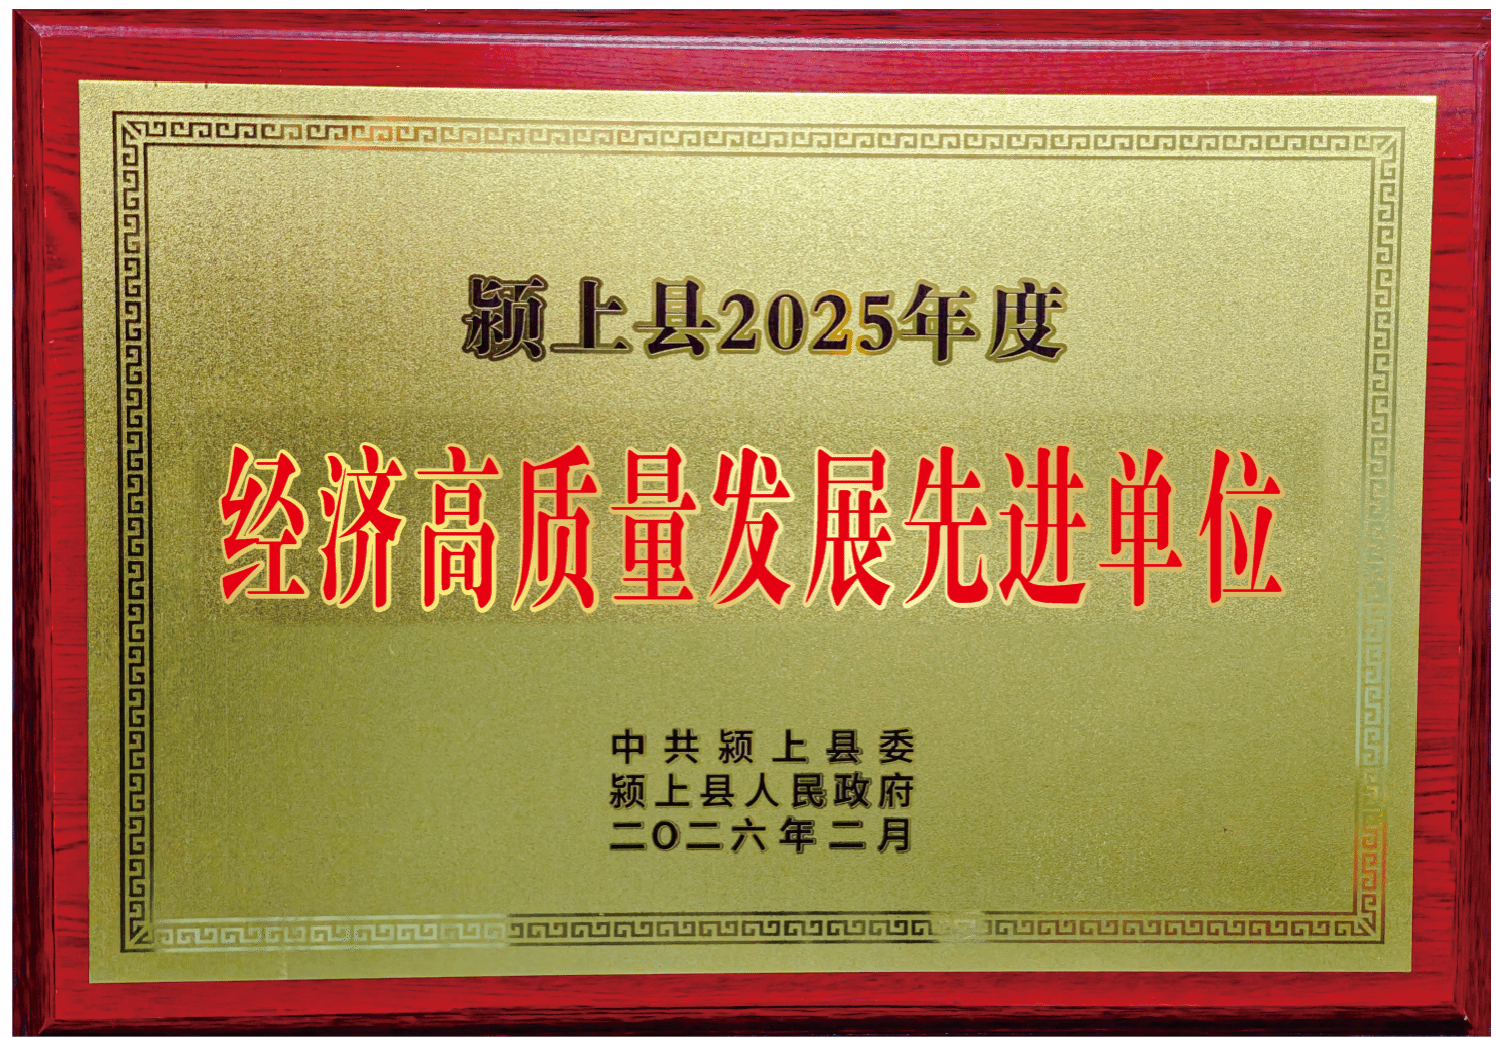 颍上县2025年度
经济高质量发展先进单位
中共颍上县委
颍上县人民政府
二〇二六年二月